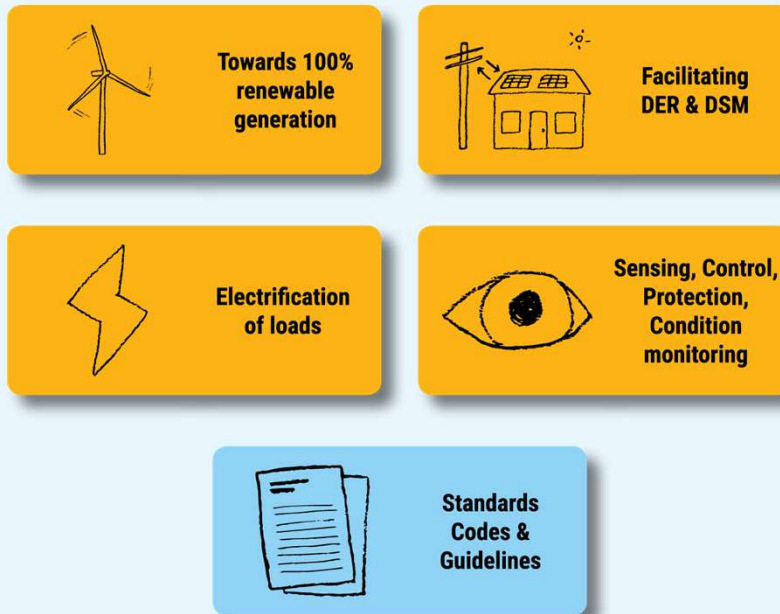 Towards 100%
renewable
generation
Facilitating
DER & DSM
Electrification
of loads
Sensing, Control,
Protection,
Condition
monitoring
Standards
Codes &
Guidelines